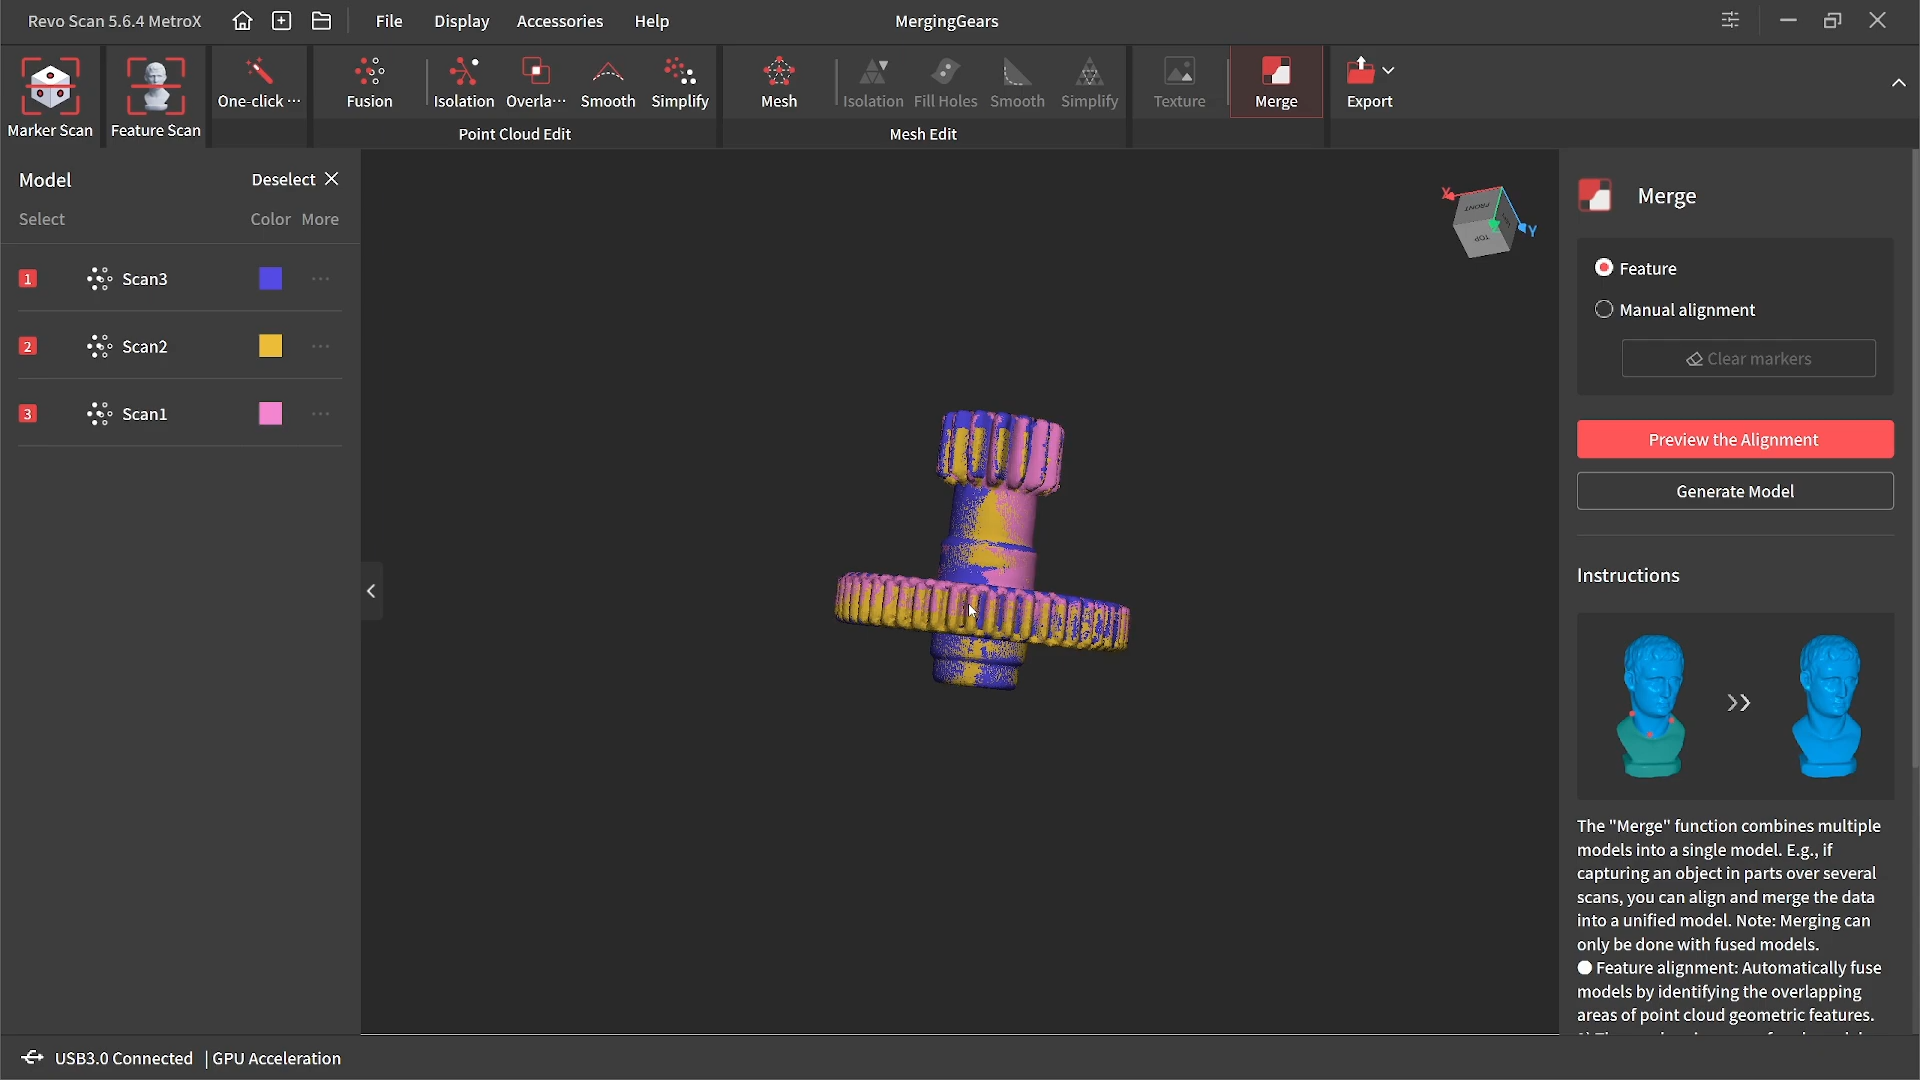 Revo Scan 5.6.4 MetroX
File
Display
Accessories
Help
MergingGears
Marker Scan
Feature Scan
One-click ···
Fusion
Isolation
Overla···
Smooth
Simplify
Point Cloud Edit
Mesh
Isolation
Fill Holes
Smooth
Simplify
Mesh Edit
Texture
Merge
Export
Model
Deselect
Select
Color
More
1
Scan3
2
Scan2
3
Scan1
X
Y
FRONT
TOP
Merge
Feature
Manual alignment
Clear markers
Preview the Alignment
Generate Model
Instructions
The "Merge" function combines multiple
models into a single model. E.g., if
capturing an object in parts over several
scans, you can align and merge the data
into a unified model. Note: Merging can
only be done with fused models.
● Feature alignment: Automatically fuse
models by identifying the overlapping
areas of point cloud geometric features.
USB3.0 Connected
|GPU Acceleration